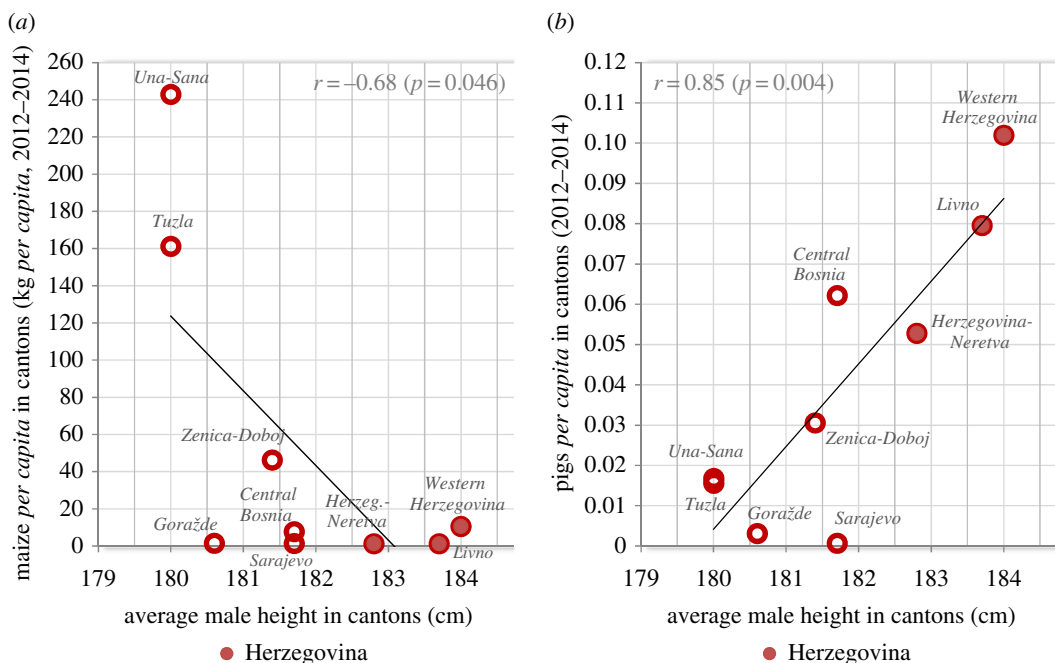 (a)
maize per capita in cantons (kg per capita, 2012–2014)
260
240
220
200
180
160
140
120
100
80
60
40
20
0
r = –0.68 (p = 0.046)
Una-Sana
Tuzla
Zenica-Doboj
Goražde
Central
Bosnia
Sarajevo
Herzeg.-
Neretva
Western
Herzegovina
Livno
179 180 181 182 183 184
average male height in cantons (cm)
Herzegovina
(b)
pigs per capita in cantons (2012–2014)
0.12
0.11
0.10
0.09
0.08
0.07
0.06
0.05
0.04
0.03
0.02
0.01
0
r = 0.85 (p = 0.004)
Western
Herzegovina
Livno
Central
Bosnia
Herzegovina-
Neretva
Zenica-Doboj
Una-Sana
Tuzla
Goražde
Sarajevo
179 180 181 182 183 184
average male height in cantons (cm)
Herzegovina